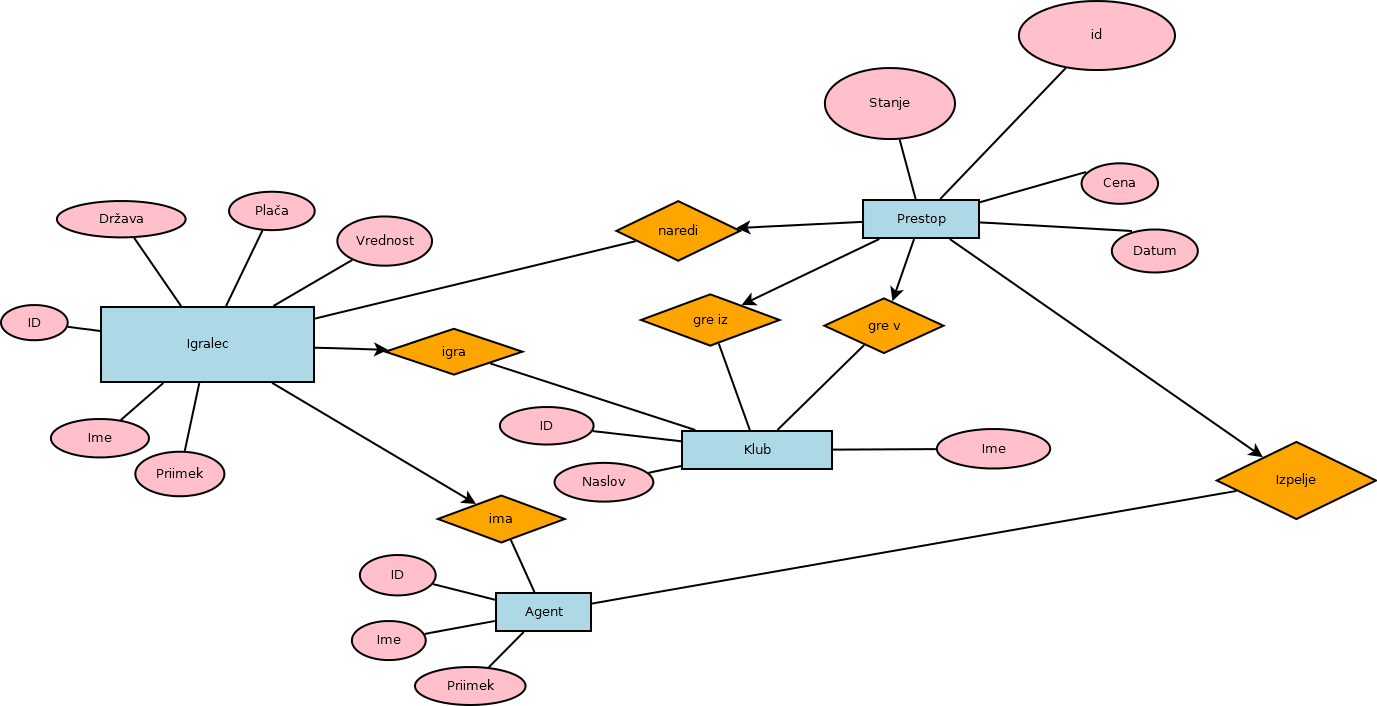 id
Stanje
Cena
Plača
Država
Prestop
naredi
Vrednost
Datum
gre iz
ID
gre v
Igralec
igra
ID
Ime
Klub
Ime
Priimek
Naslov
Izpelje
ima
ID
Agent
Ime
Priimek